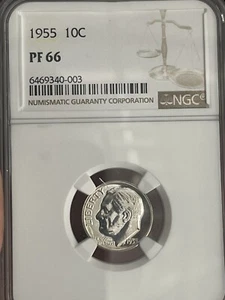 1955 10C
PF 66
6469340-003
NUMISMATIC GUARANTY CORPORATION
NGC
LIBERTY